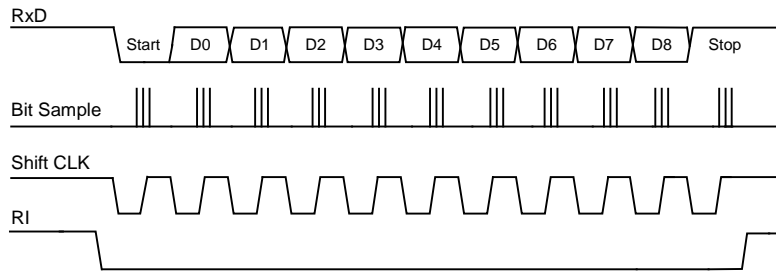 RxD
Start D0 D1 D2 D3 D4 D5 D6 D7 D8 Stop
Bit Sample
Shift CLK
RI